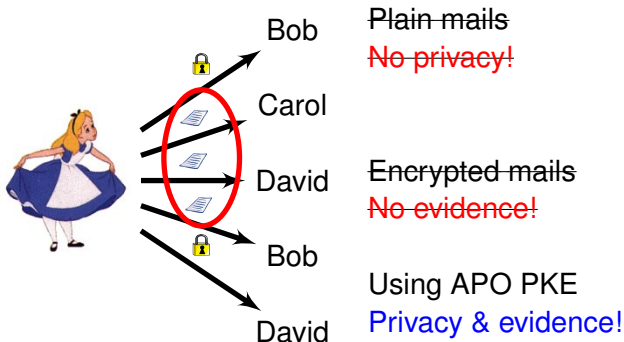 Bob
Carol
David
Bob
David
Plain mails
No privacy!
Encrypted mails
No evidence!
Using APO PKE
Privacy & evidence!